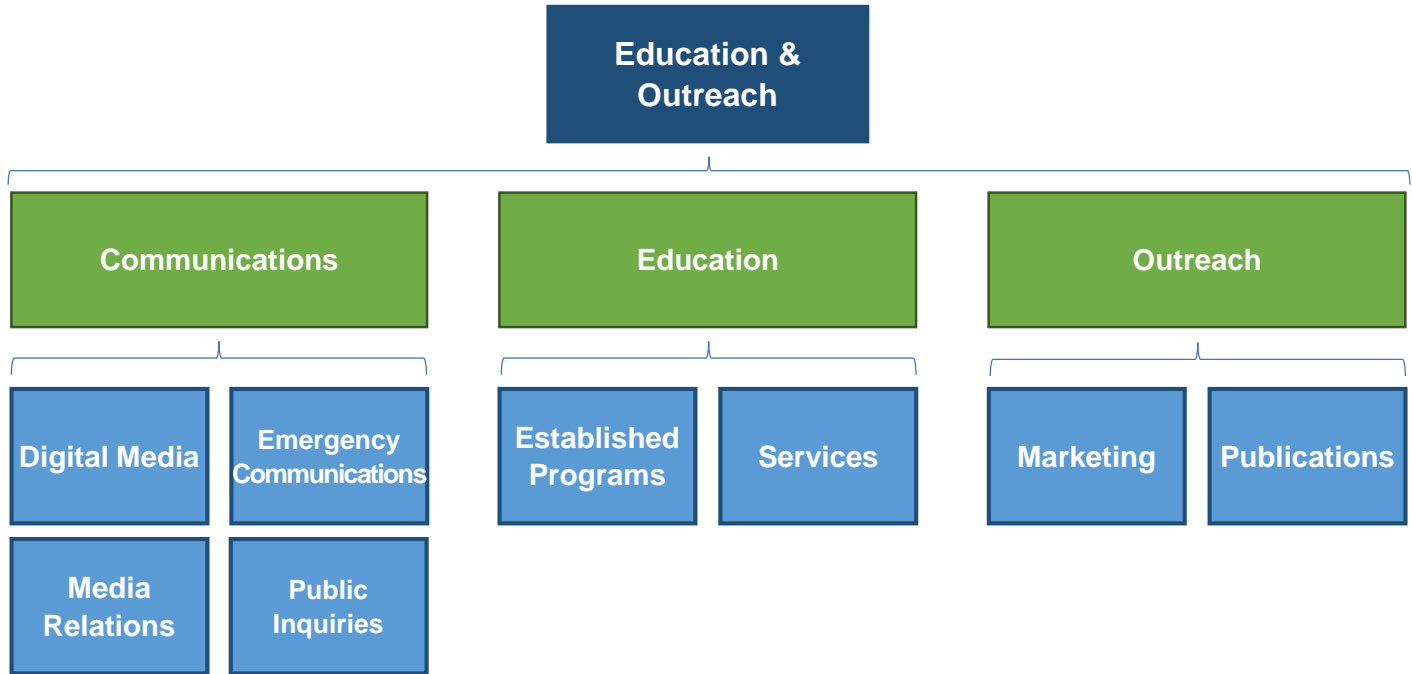 Education &
Outreach
Communications
Education
Outreach
Digital Media
Emergency
Communications
Established
Programs
Services
Marketing
Publications
Media
Relations
Public
Inquiries